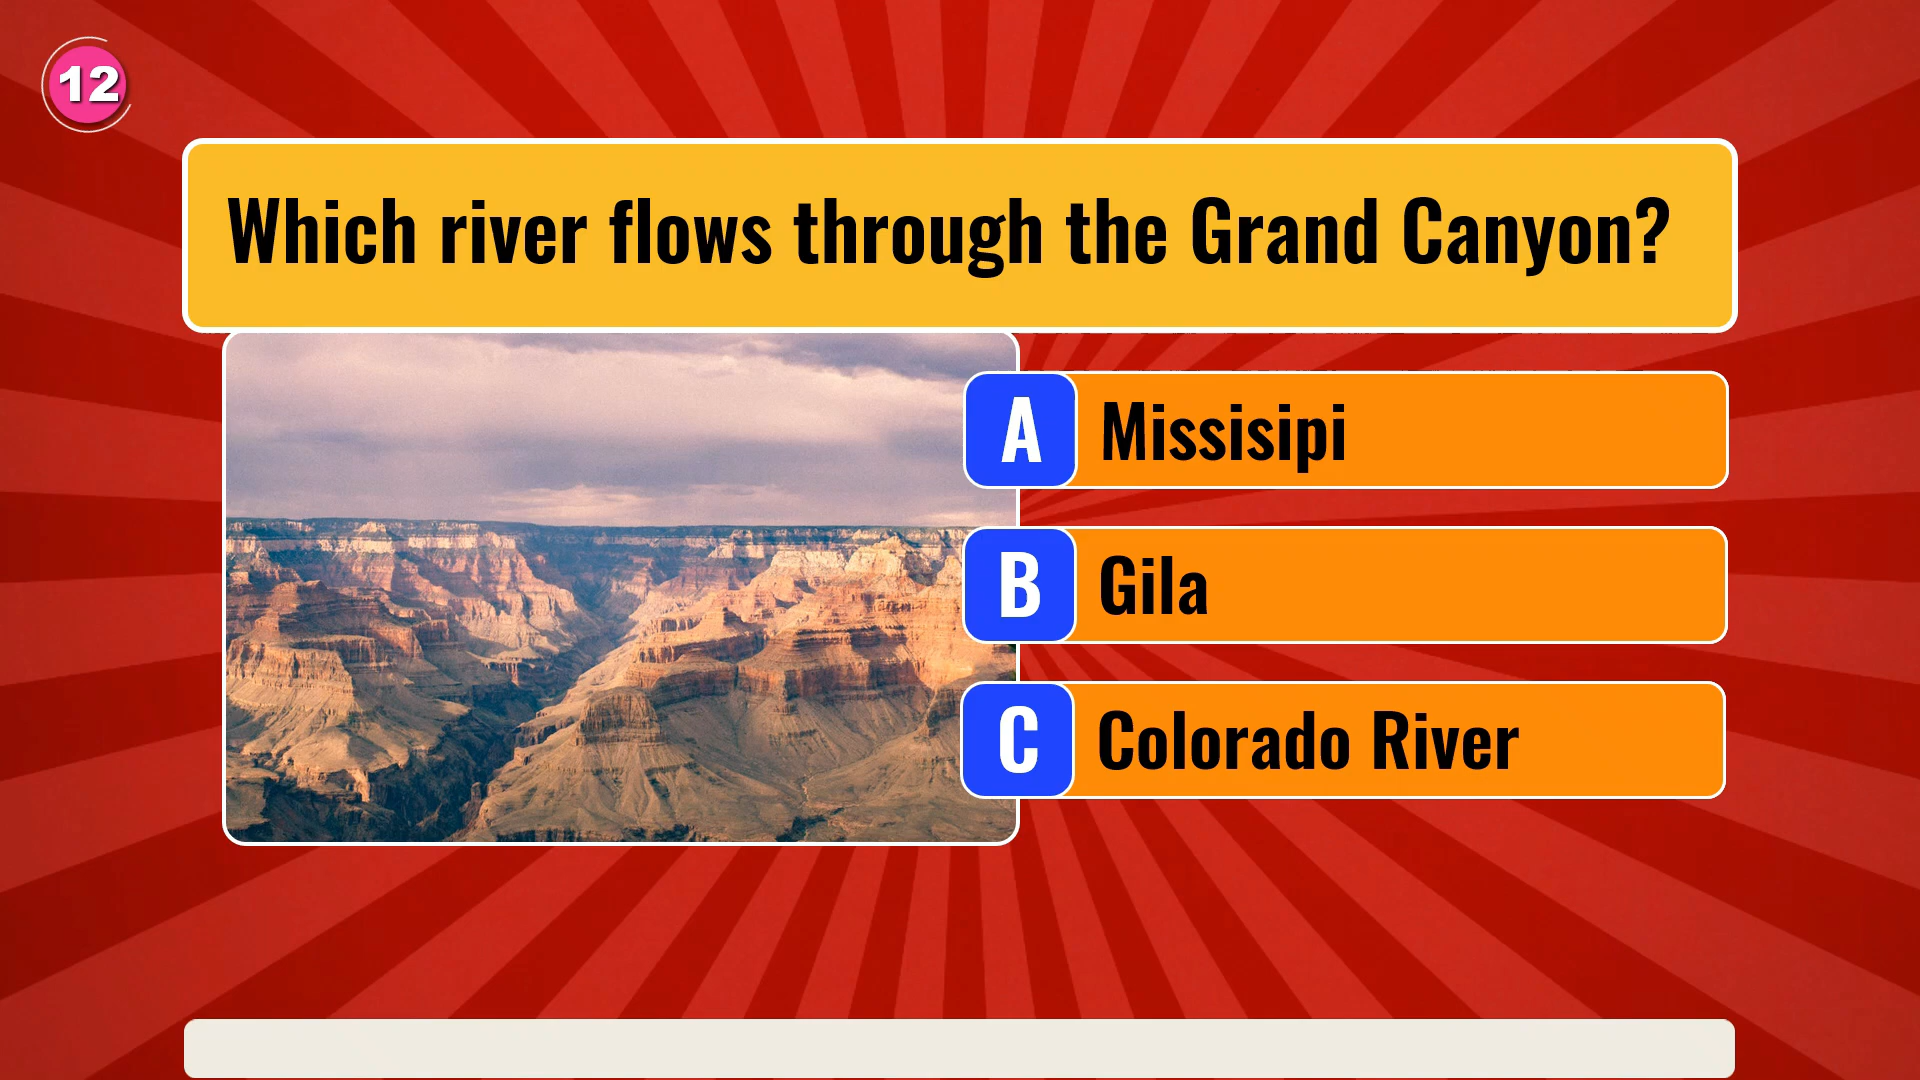 12
Which river flows through the Grand Canyon?
A Missisipi
B Gila
C Colorado River